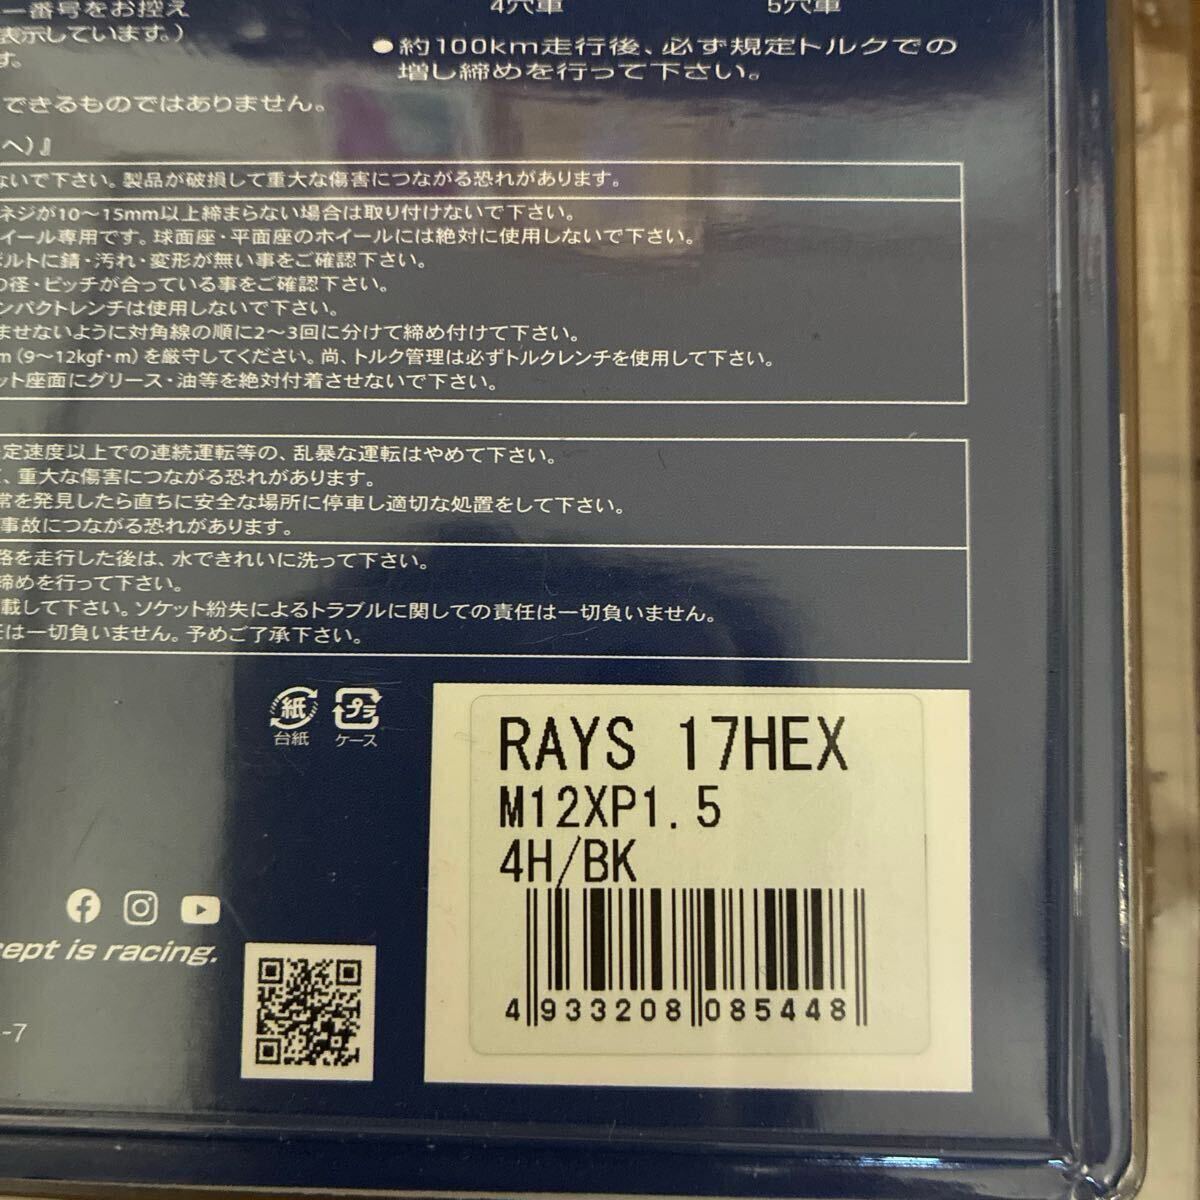 ー番号をお控え
表示しています。)
す。
できるものではありません。
4穴車 5穴車
●約100km走行後、必ず規定トルクでの
増し締めを行って下さい。
へ)』
ないで下さい。製品が破損して重大な傷害につながる恐れがあります。
ネジが10〜15mm以上締まらない場合は取り付けないで下さい。
イール専用です。球面座・平面座のホイールには絶対に使用しないで下さい。
ボルトに錆・汚れ・変形が無い事をご確認下さい。
の径・ピッチが合っている事をご確認下さい。
ンパクトレンチは使用しないで下さい。
ませないように対角線の順に2〜3回に分けて締め付けて下さい。
m(9〜12kgf・m)を厳守してください。尚、トルク管理は必ずトルクレンチを使用して下さい。
ット座面にグリース・油等を絶対付着させないで下さい。
定速度以上での連続運転等の、乱暴な運転はやめて下さい。
、重大な傷害につながる恐れがあります。
常を発見したら直ちに安全な場所に停車し適切な処置をして下さい。
事故につながる恐れがあります。
路を走行した後は、水できれいに洗って下さい。
締めを行って下さい。
載して下さい。ソケット紛失によるトラブルに関しての責任は一切負いません。
任は一切負いません。予めご了承下さい。
紙 プラ
台紙 ケース
RAYS 17HEX
M12XP1.5
4H/BK
4 933208 085448
cept is racing.
-7